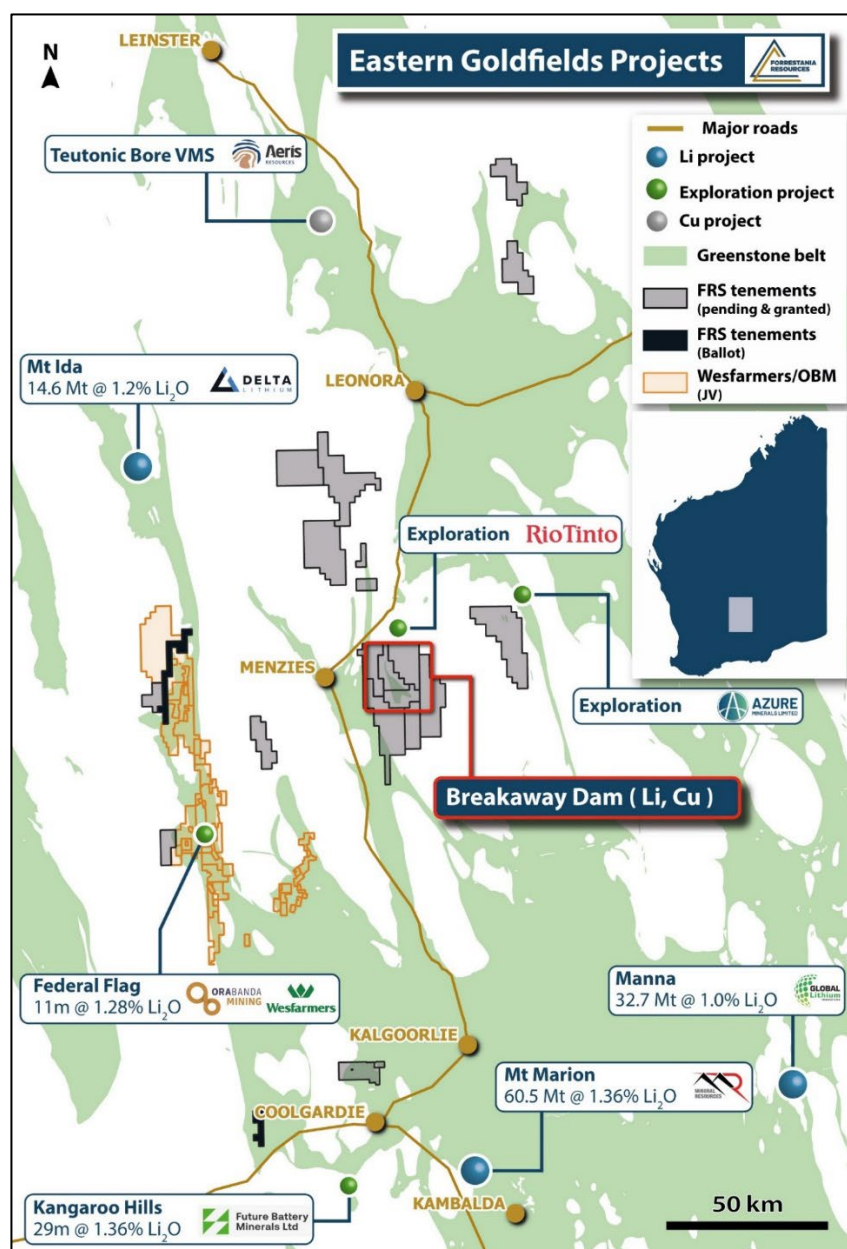 LEINSTER
N
Eastern Goldfields Projects
FORRESTANIA
RESOURCES
Teutonic Bore VMS
Aeris
RESOURCES
Major roads
Li project
Exploration project
Cu project
Greenstone belt
FRS tenements
(pending & granted)
FRS tenements
(Ballot)
Wesfarmers/OBM
(JV)
Mt Ida
14.6 Mt @ 1.2% Li₂O
DELTA
LITHIUM
LEONORA
Exploration
RioTinto
MENZIES
Exploration
AZURE
MINERALS LIMITED
Breakaway Dam ( Li, Cu )
Federal Flag
11m @ 1.28% Li₂O
ORABANDA
MINING
Wesfarmers
Manna
32.7 Mt @ 1.0% Li₂O
GLOBAL
Lithium
KALGOORLIE
Mt Marion
60.5 Mt @ 1.36% Li₂O
MINERAL
RESOURCES
COOLGARDIE
Kangaroo Hills
29m @ 1.36% Li₂O
Future Battery
Minerals Ltd
KAMBALDA
50 km